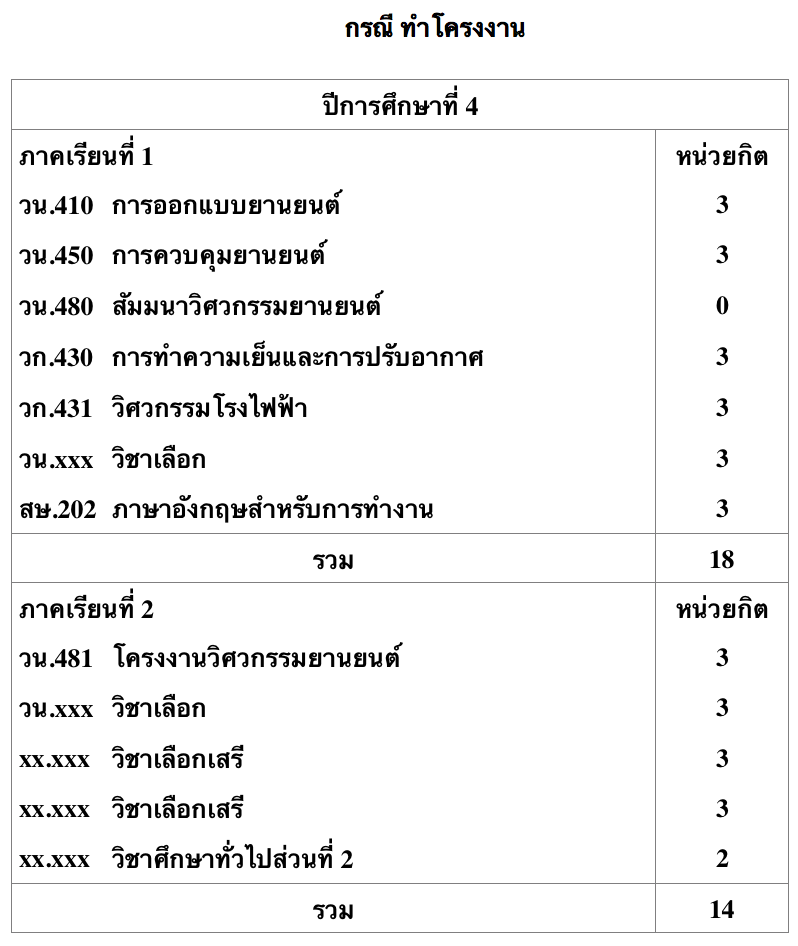 กรณี ทำโครงงาน
ปีการศึกษาที่ 4
ภาคเรียนที่ 1 หน่วยกิต
วน.410 การออกแบบยานยนต์ 3
วน.450 การควบคุมยานยนต์ 3
วน.480 สัมมนาวิศวกรรมยานยนต์ 0
วก.430 การทำความเย็นและการปรับอากาศ 3
วก.431 วิศวกรรมโรงไฟฟ้า 3
วน.xxx วิชาเลือก 3
สษ.202 ภาษาอังกฤษสำหรับการทำงาน 3
รวม 18
ภาคเรียนที่ 2 หน่วยกิต
วน.481 โครงงานวิศวกรรมยานยนต์ 3
วน.xxx วิชาเลือก 3
xx.xxx วิชาเลือกเสรี 3
xx.xxx วิชาเลือกเสรี 3
xx.xxx วิชาศึกษาทั่วไปส่วนที่ 2 2
รวม 14